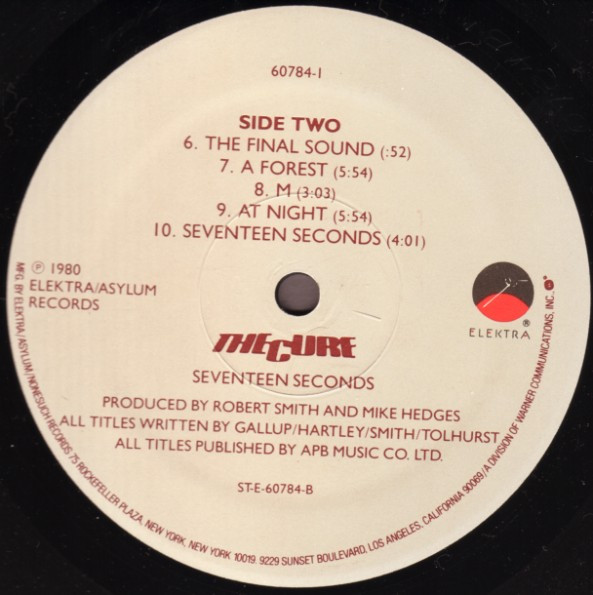 60784-1
SIDE TWO
6. THE FINAL SOUND (:52)
7. A FOREST (5:54)
8. M (3:03)
9. AT NIGHT (5:54)
10. SEVENTEEN SECONDS (4:01)
℗ 1980
ELEKTRA/ASYLUM
RECORDS
ELEKTRA®
THE CURE
SEVENTEEN SECONDS
PRODUCED BY ROBERT SMITH AND MIKE HEDGES
ALL TITLES WRITTEN BY GALLUP/HARTLEY/SMITH/TOLHURST
ALL TITLES PUBLISHED BY APB MUSIC CO. LTD.
ST-E-60784-B
MFG. BY ELEKTRA/ASYLUM/NONESUCH RECORDS, 75 ROCKEFELLER PLAZA, NEW YORK, NEW YORK 10019. 9229 SUNSET BOULEVARD, LOS ANGELES, CALIFORNIA 90069/A DIVISION OF WARNER COMMUNICATIONS, INC.